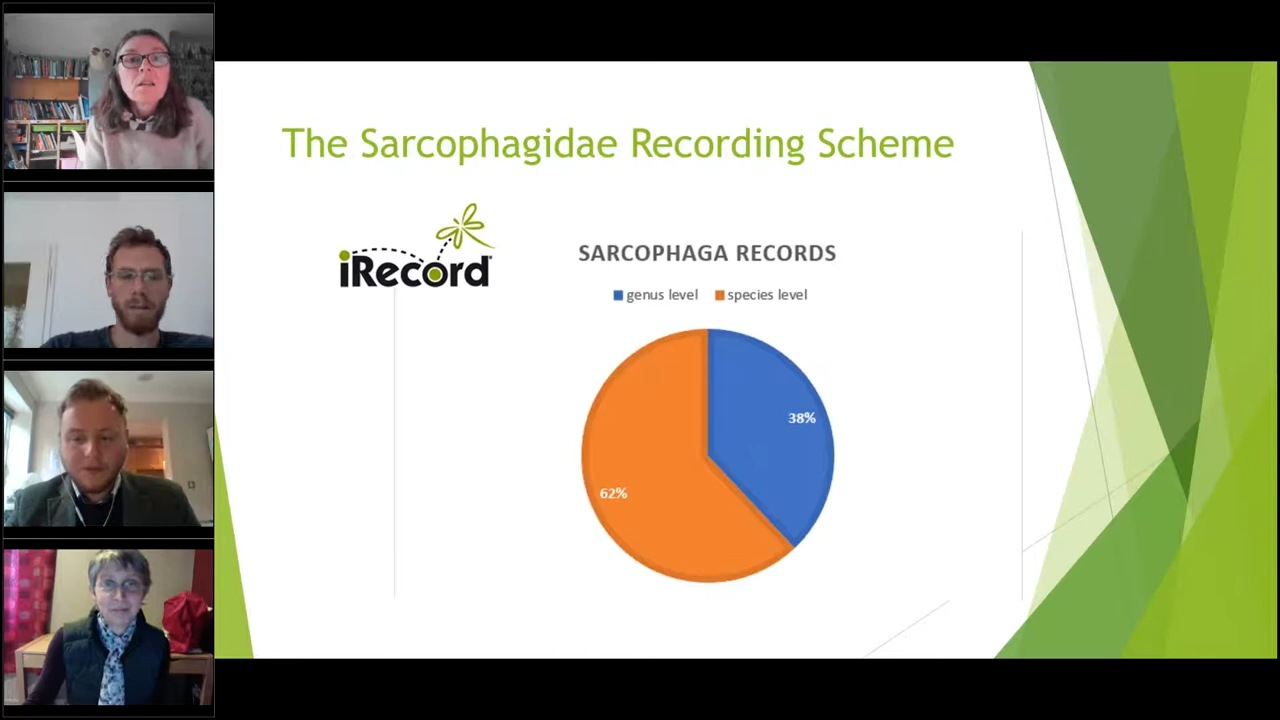 The Sarcophagidae Recording Scheme
iRecord
SARCOPHAGA RECORDS
genus level species level
38%
62%